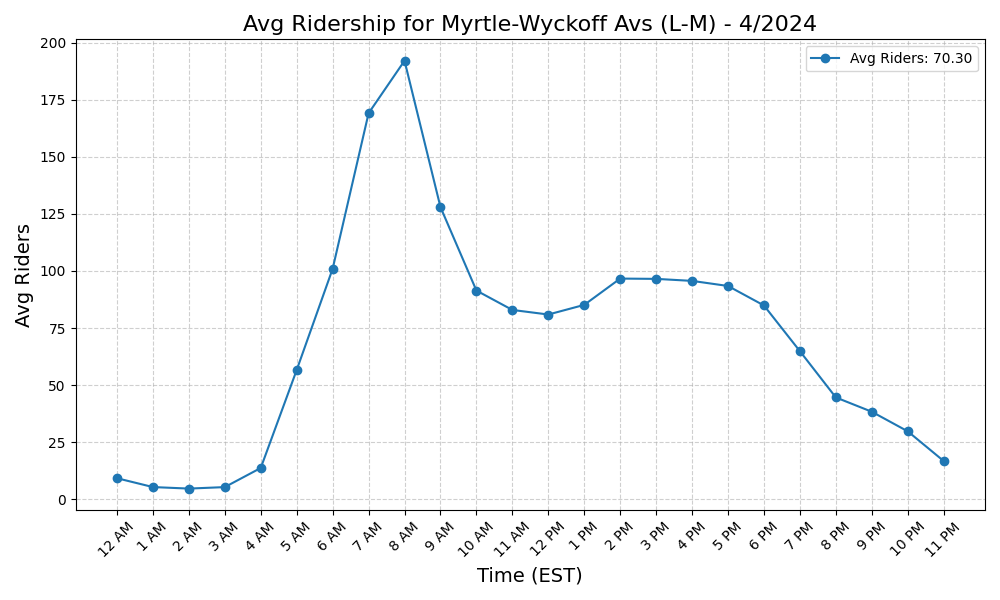 Avg Ridership for Myrtle-Wyckoff Avs (L-M) - 4/2024
Avg Riders: 70.30
Avg Riders
200
175
150
125
100
75
50
25
0
12 AM
1 AM
2 AM
3 AM
4 AM
5 AM
6 AM
7 AM
8 AM
9 AM
10 AM
11 AM
12 PM
1 PM
2 PM
3 PM
4 PM
5 PM
6 PM
7 PM
8 PM
9 PM
10 PM
11 PM
Time (EST)